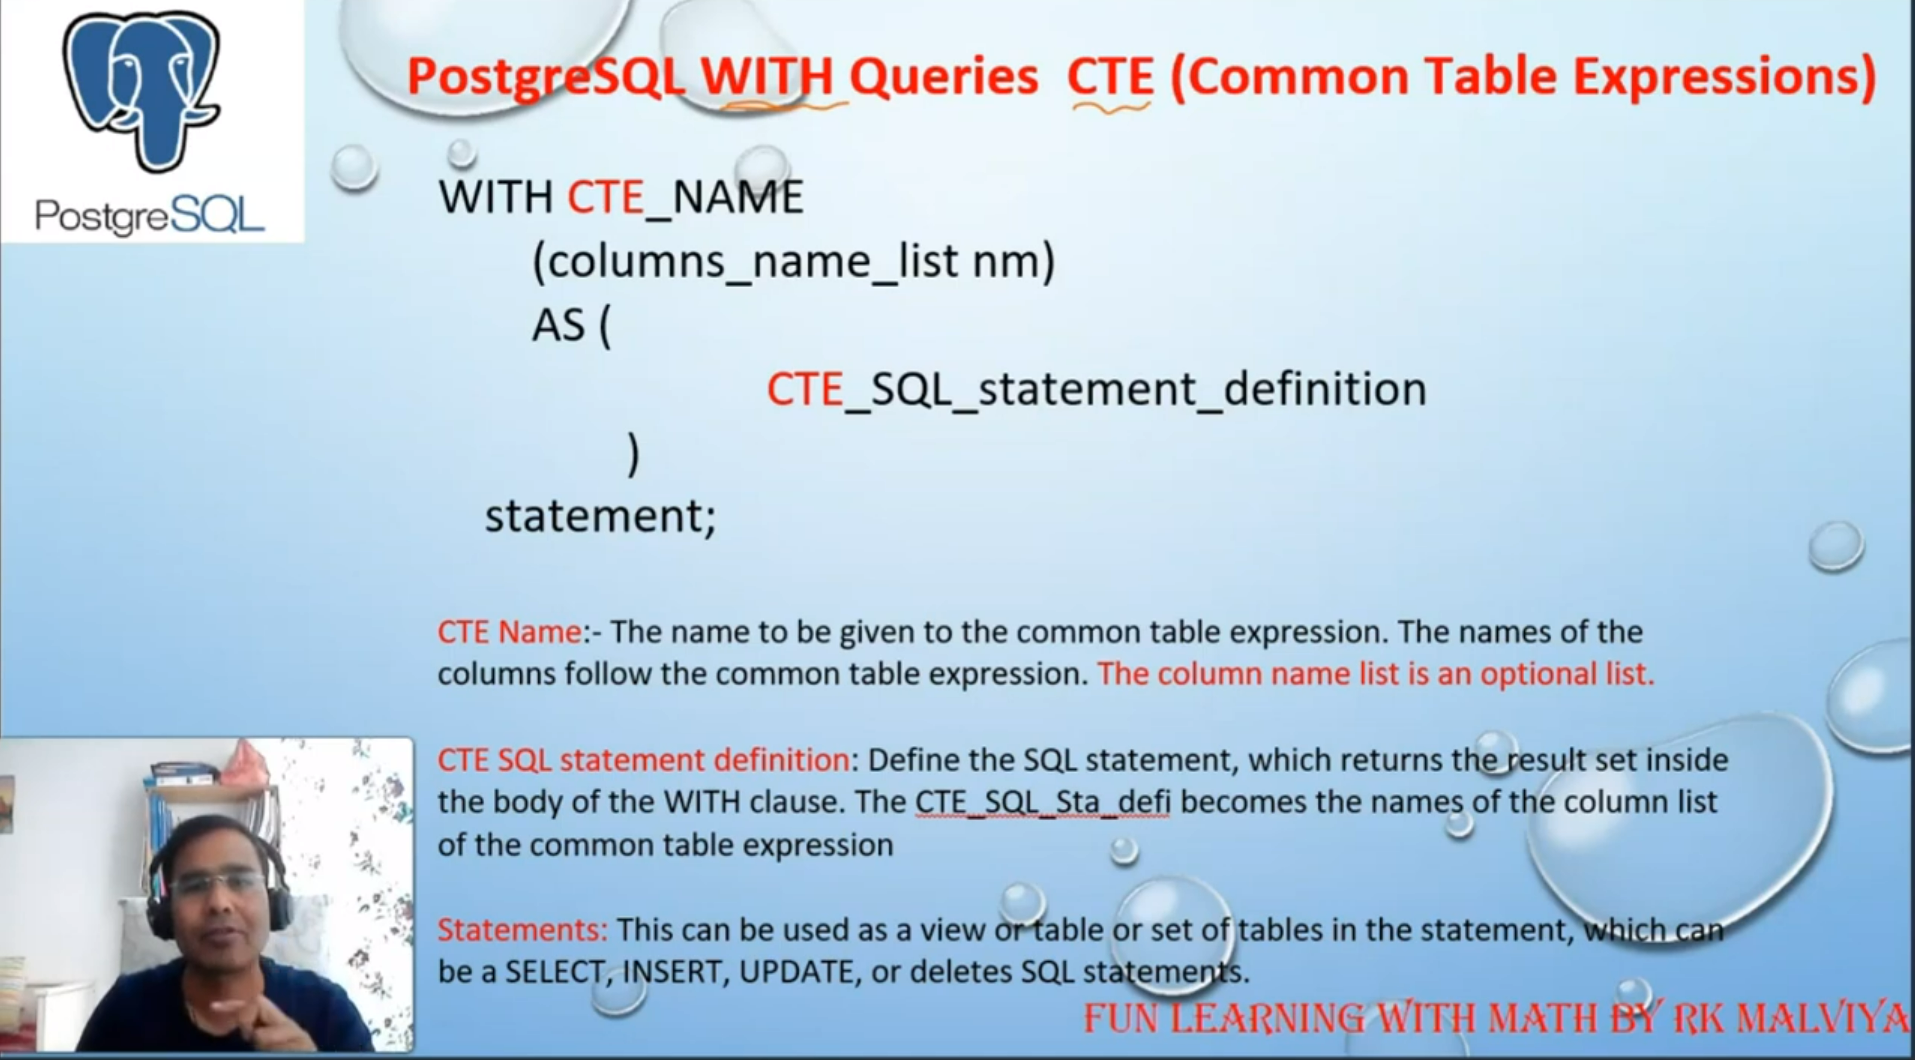 PostgreSQL
PostgreSQL WITH Queries CTE (Common Table Expressions)
WITH CTE_NAME
(columns_name_list nm)
AS (
CTE_SQL_statement_definition
)
statement;
CTE Name:- The name to be given to the common table expression. The names of the
columns follow the common table expression. The column name list is an optional list.
CTE SQL statement definition: Define the SQL statement, which returns the result set inside
the body of the WITH clause. The CTE_SQL_Sta_defi becomes the names of the column list
of the common table expression
Statements: This can be used as a view or table or set of tables in the statement, which can
be a SELECT, INSERT, UPDATE, or deletes SQL statements.
FUN LEARNING WITH MATH BY RK MALVIYA